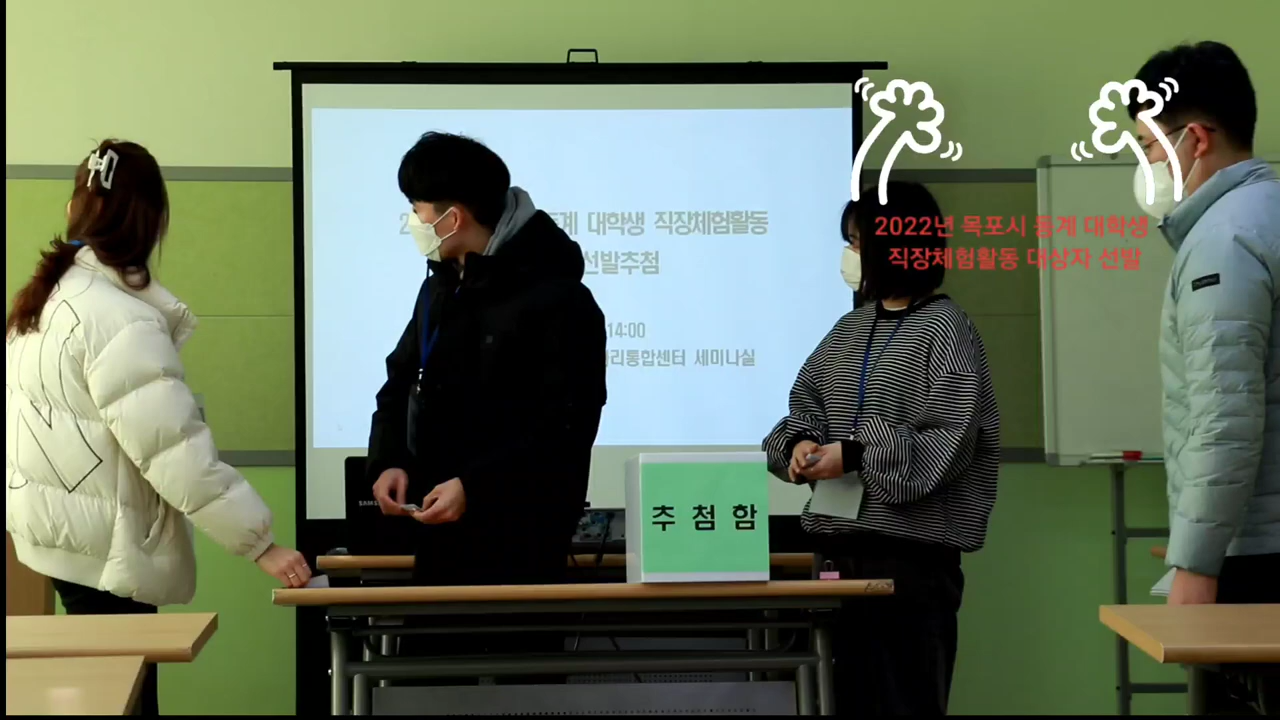 계 대학생 직장체험활동
선발추첨
14:00
리통합센터 세미나실
2022년 목포시 동계 대학생
직장체험활동 대상자 선발
추첨함